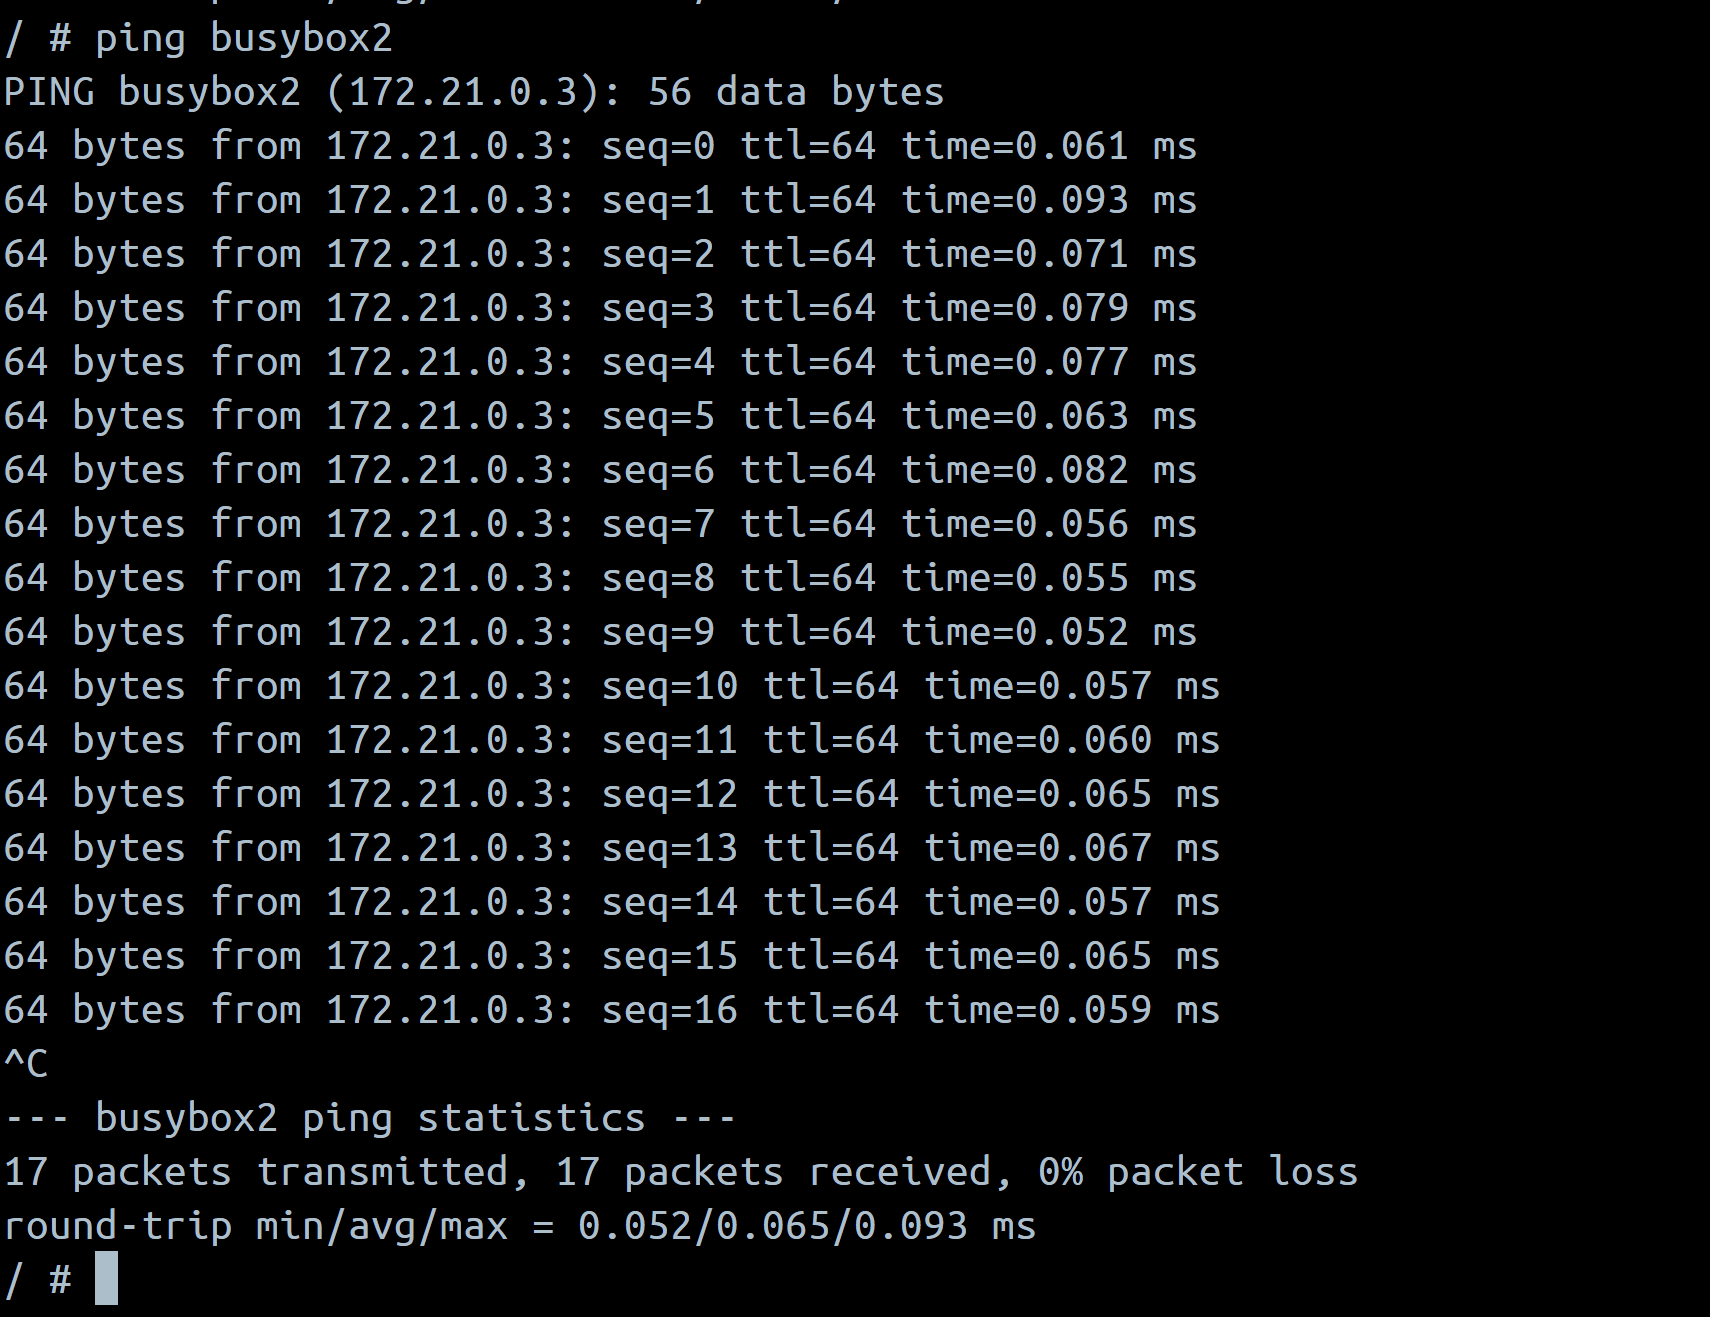 / # ping busybox2
PING busybox2 (172.21.0.3): 56 data bytes
64 bytes from 172.21.0.3: seq=0 ttl=64 time=0.061 ms
64 bytes from 172.21.0.3: seq=1 ttl=64 time=0.093 ms
64 bytes from 172.21.0.3: seq=2 ttl=64 time=0.071 ms
64 bytes from 172.21.0.3: seq=3 ttl=64 time=0.079 ms
64 bytes from 172.21.0.3: seq=4 ttl=64 time=0.077 ms
64 bytes from 172.21.0.3: seq=5 ttl=64 time=0.063 ms
64 bytes from 172.21.0.3: seq=6 ttl=64 time=0.082 ms
64 bytes from 172.21.0.3: seq=7 ttl=64 time=0.056 ms
64 bytes from 172.21.0.3: seq=8 ttl=64 time=0.055 ms
64 bytes from 172.21.0.3: seq=9 ttl=64 time=0.052 ms
64 bytes from 172.21.0.3: seq=10 ttl=64 time=0.057 ms
64 bytes from 172.21.0.3: seq=11 ttl=64 time=0.060 ms
64 bytes from 172.21.0.3: seq=12 ttl=64 time=0.065 ms
64 bytes from 172.21.0.3: seq=13 ttl=64 time=0.067 ms
64 bytes from 172.21.0.3: seq=14 ttl=64 time=0.057 ms
64 bytes from 172.21.0.3: seq=15 ttl=64 time=0.065 ms
64 bytes from 172.21.0.3: seq=16 ttl=64 time=0.059 ms
^C
--- busybox2 ping statistics ---
17 packets transmitted, 17 packets received, 0% packet loss
round-trip min/avg/max = 0.052/0.065/0.093 ms
/ #